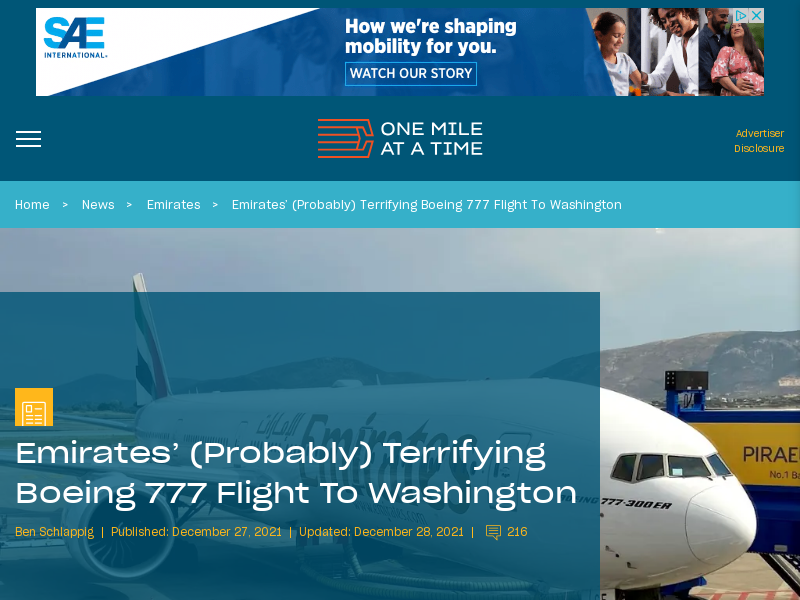 SAE
INTERNATIONAL
How we're shaping
mobility for you.
WATCH OUR STORY
ONE MILE
AT A TIME
Advertiser
Disclosure
Home > News > Emirates > Emirates' (Probably) Terrifying Boeing 777 Flight To Washington
Emirates
PIRAE
No.1 Ba
777-300ER
Emirates’ (Probably) Terrifying
Boeing 777 Flight To Washington
Ben Schlappig | Published: December 27, 2021 | Updated: December 28, 2021 | 216